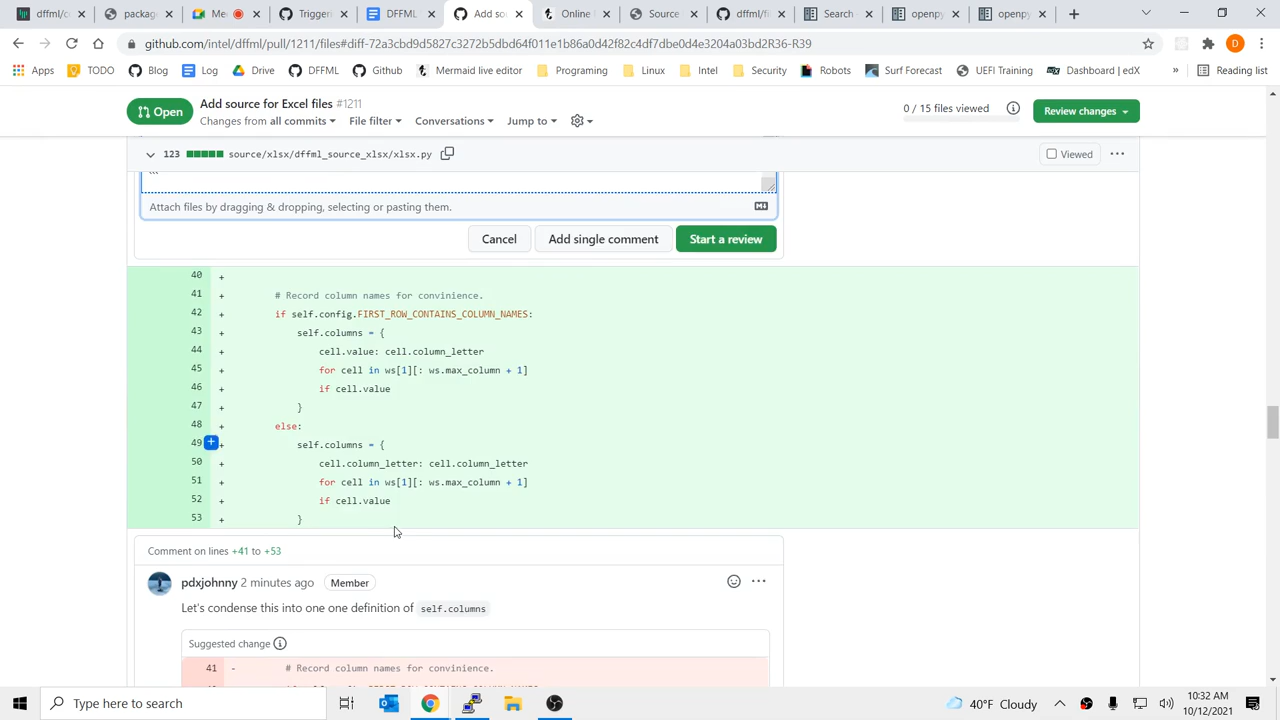 dffml/c
packag
Me
Triggeri
DFFML
Add so
Online
Source
dffml/
Search
openpy
openpy
github.com/intel/dffml/pull/1211/files#diff-72a3cbd9d5827c3273c5dbd64f011e1b86a0d42f82c4df7dbe0d4e3204a03bd2R36-R39
D
Apps
TODO
Blog
Log
Drive
DFFML
Github
Mermaid live editor
Programing
Linux
Intel
Security
Robots
Surf Forecast
UEFI Training
Dashboard | edX
»
Reading list
Open
Add source for Excel files #1211
Changes from all commits
File filter
Conversations
Jump to
0 / 15 files viewed
Review changes
123
source/xlsx/dffml_source_xlsx/xlsx.py
Viewed
```
Attach files by dragging & dropping, selecting or pasting them.
Cancel
Add single comment
Start a review
40 +
41 + # Record column names for convinience.
42 + if self.config.FIRST_ROW_CONTAINS_COLUMN_NAMES:
43 + self.columns = {
44 + cell.value: cell.column_letter
45 + for cell in ws[1][: ws.max_column + 1]
46 + if cell.value
47 + }
48 + else:
49 + self.columns = {
50 + cell.column_letter: cell.column_letter
51 + for cell in ws[1][: ws.max_column + 1]
52 + if cell.value
53 + }
Comment on lines +41 to +53
pdxjohnny 2 minutes ago Member
Let's condense this into one one definition of self.columns
Suggested change
41 - # Record column names for convinience.
Type here to search
40°F Cloudy
10:32 AM
10/12/2021